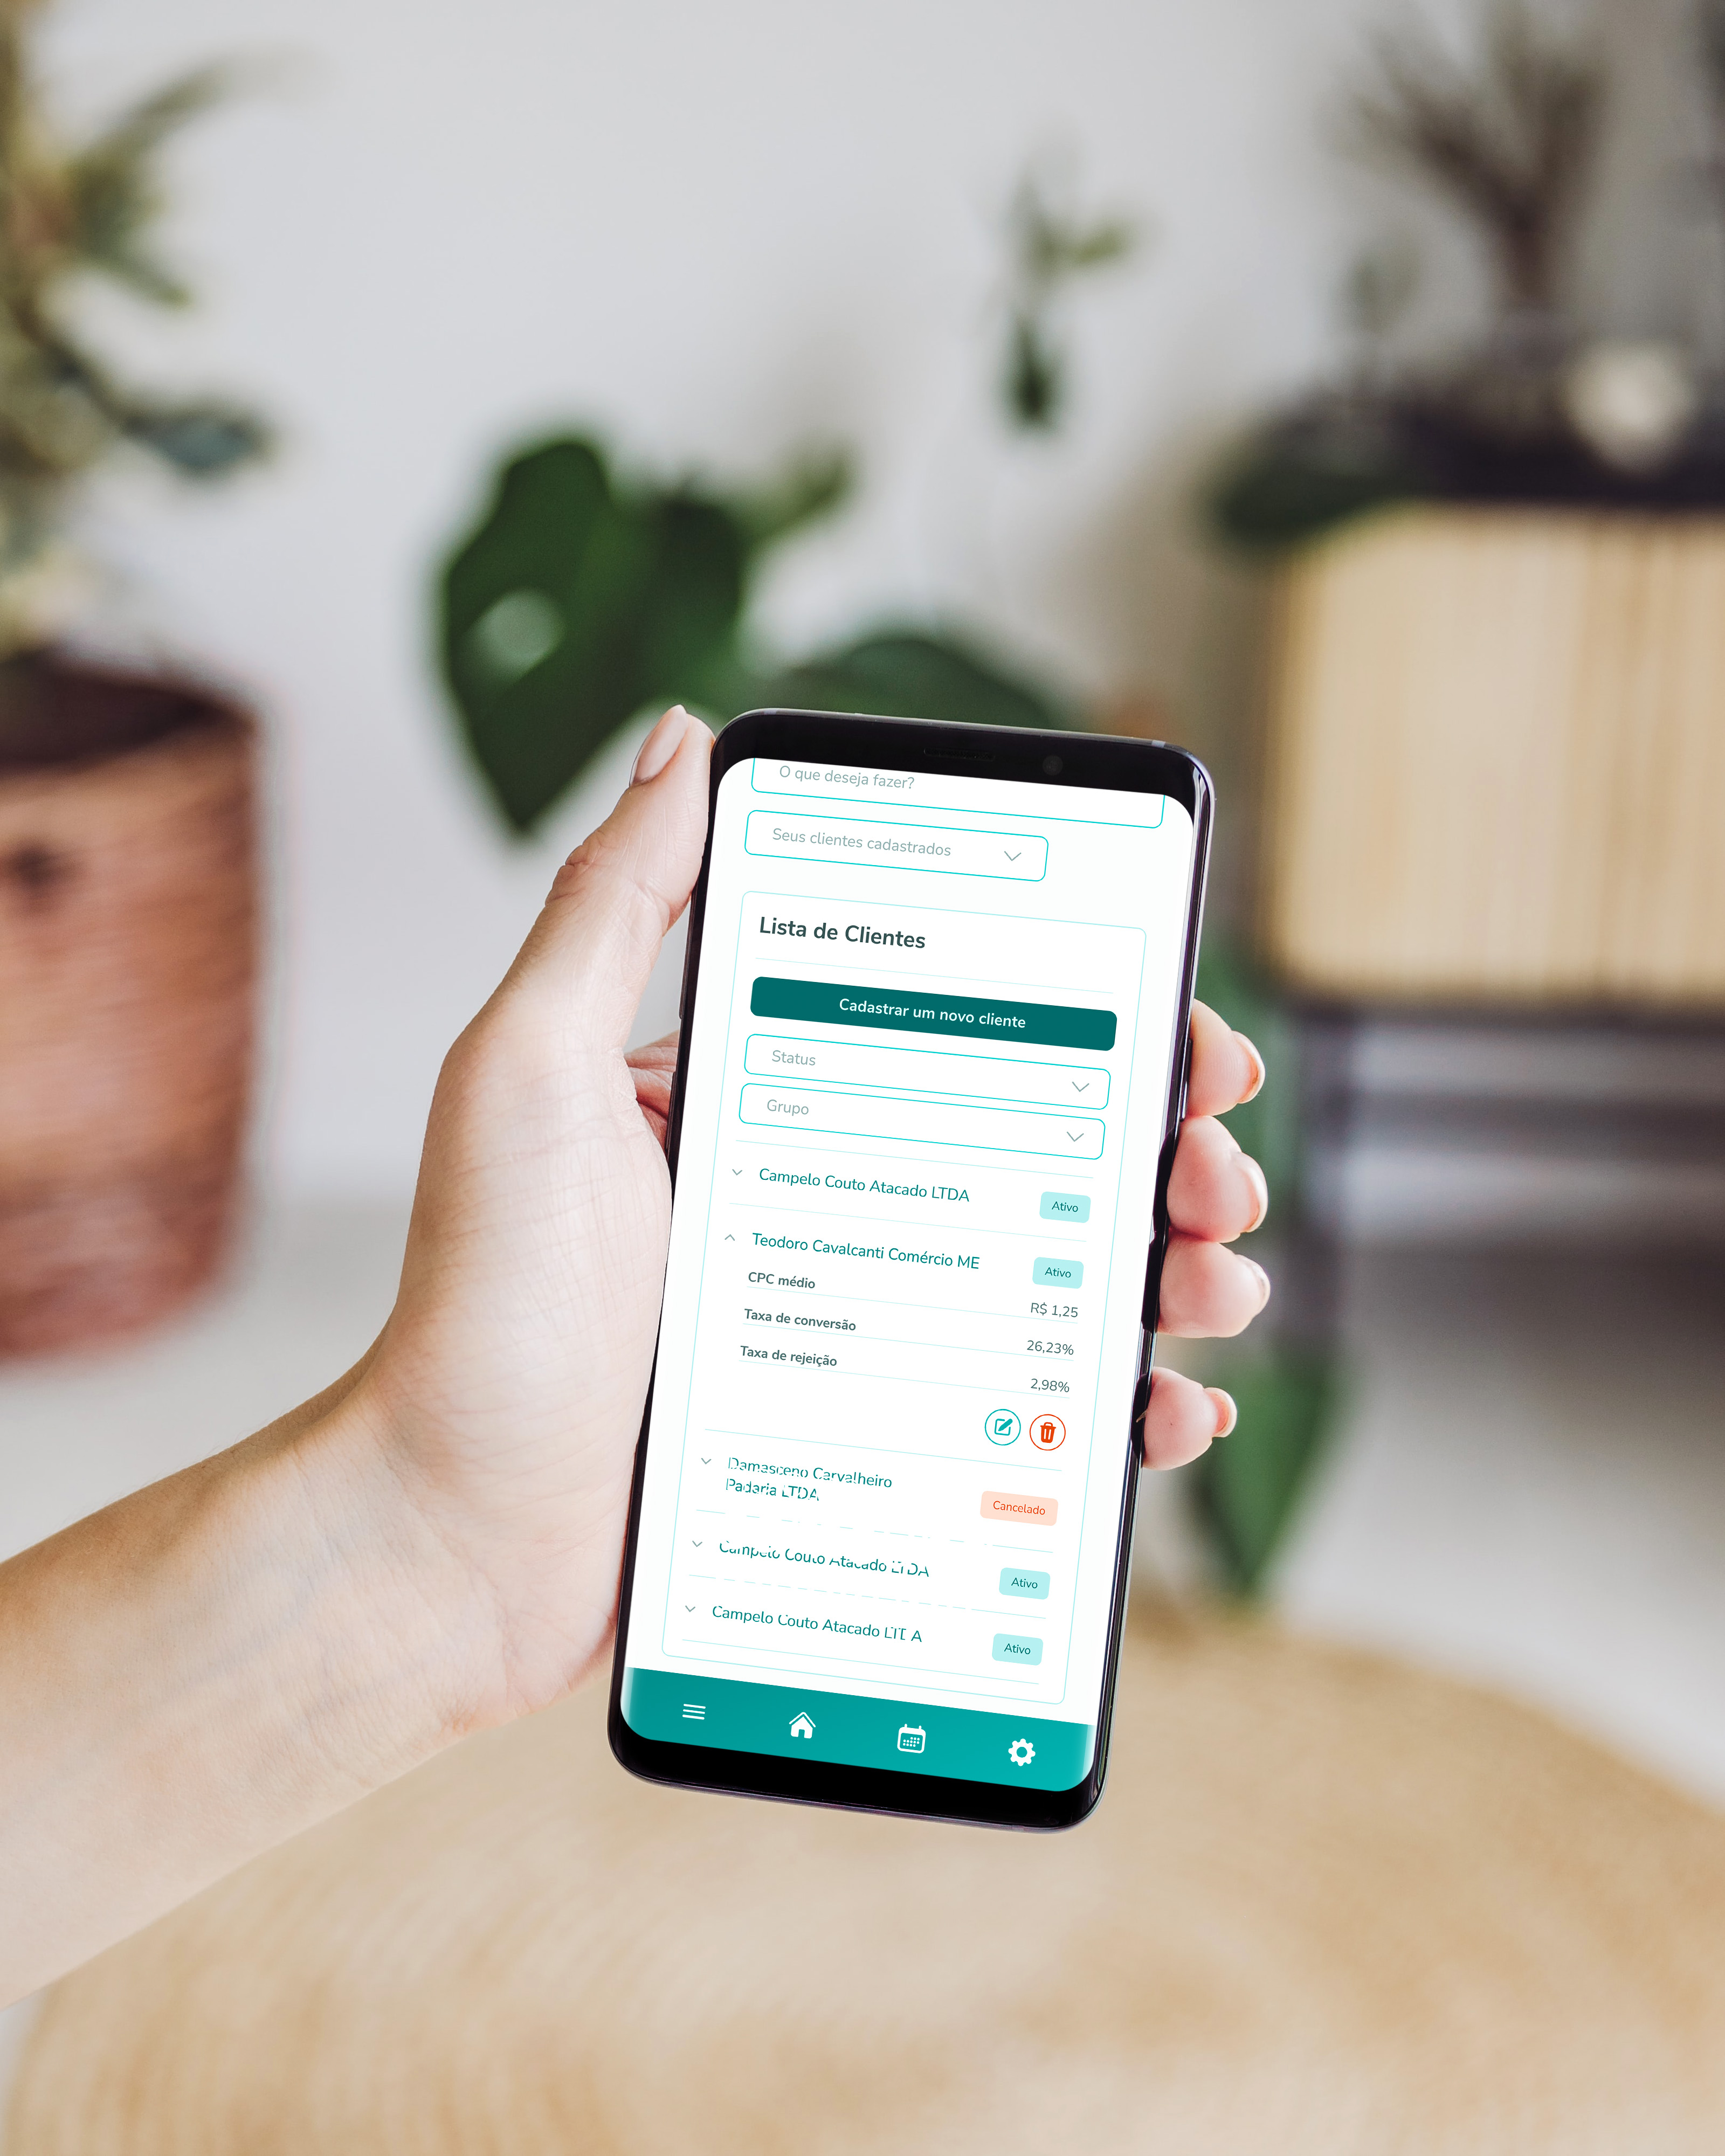 O que deseja fazer?
Seus clientes cadastrados
Lista de Clientes
Cadastrar um novo cliente
Status
Grupo
Campelo Couto Atacado LTDA
Ativo
Teodoro Cavalcanti Comércio ME
Ativo
CPC médio
R$ 1,25
Taxa de conversão
26,23%
Taxa de rejeição
2,98%
Damasceno Carvalheiro
Padaria LTDA
Cancelado
Campelo Couto Atacado LTDA
Ativo
Campelo Couto Atacado LTDA
Ativo